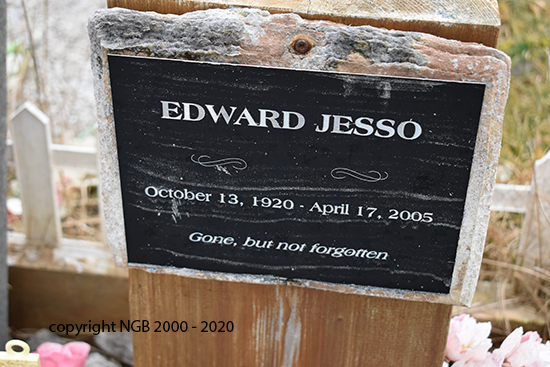 EDWARD JESSO
October 13, 1920 - April 17, 2005
Gone, but not forgotten
copyright NGB 2000 - 2020